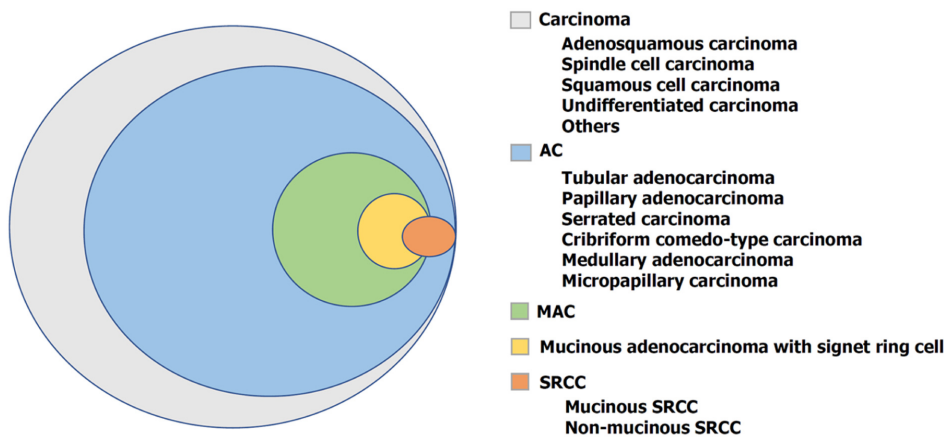 Carcinoma
Adenosquamous carcinoma
Spindle cell carcinoma
Squamous cell carcinoma
Undifferentiated carcinoma
Others
AC
Tubular adenocarcinoma
Papillary adenocarcinoma
Serrated carcinoma
Cribriform comedo-type carcinoma
Medullary adenocarcinoma
Micropapillary carcinoma
MAC
Mucinous adenocarcinoma with signet ring cell
SRCC
Mucinous SRCC
Non-mucinous SRCC